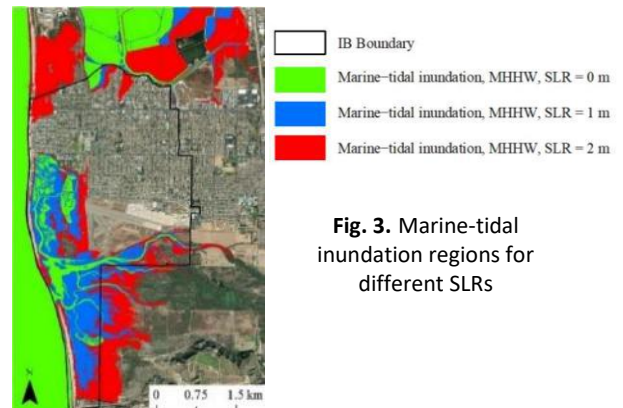 IB Boundary
Marine-tidal inundation, MHHW, SLR = 0 m
Marine-tidal inundation, MHHW, SLR = 1 m
Marine-tidal inundation, MHHW, SLR = 2 m
Fig. 3. Marine-tidal
inundation regions for
different SLRs
N
0 0.75 1.5 km